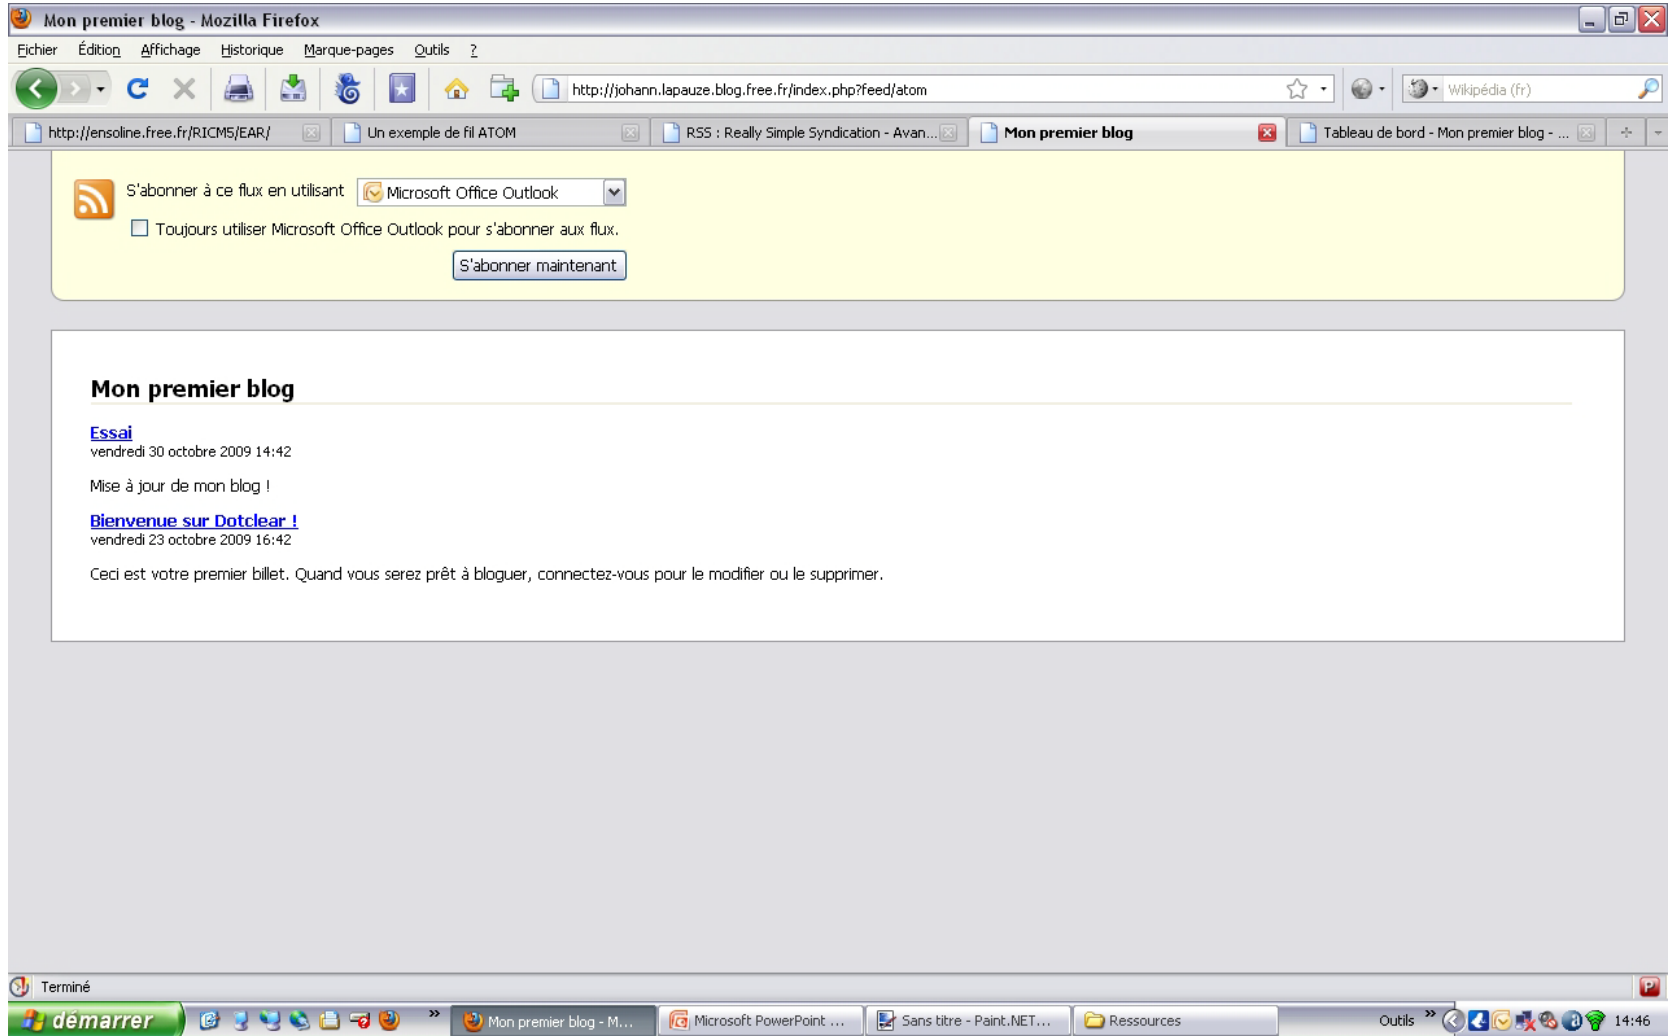 Mon premier blog - Mozilla Firefox
Fichier Édition Affichage Historique Marque-pages Outils ?
http://johann.lapauze.blog.free.fr/index.php?feed/atom Wikipédia (fr)
http://ensoline.free.fr/RICM5/EAR/ Un exemple de fil ATOM RSS : Really Simple Syndication - Avan... Mon premier blog Tableau de bord - Mon premier blog - ...
S'abonner à ce flux en utilisant Microsoft Office Outlook
Toujours utiliser Microsoft Office Outlook pour s'abonner aux flux.
S'abonner maintenant
Mon premier blog
Essai
vendredi 30 octobre 2009 14:42
Mise à jour de mon blog !
Bienvenue sur Dotclear !
vendredi 23 octobre 2009 16:42
Ceci est votre premier billet. Quand vous serez prêt à bloguer, connectez-vous pour le modifier ou le supprimer.
Terminé
démarrer » Mon premier blog - M... Microsoft PowerPoint ... Sans titre - Paint.NET... Ressources Outils » 14:46